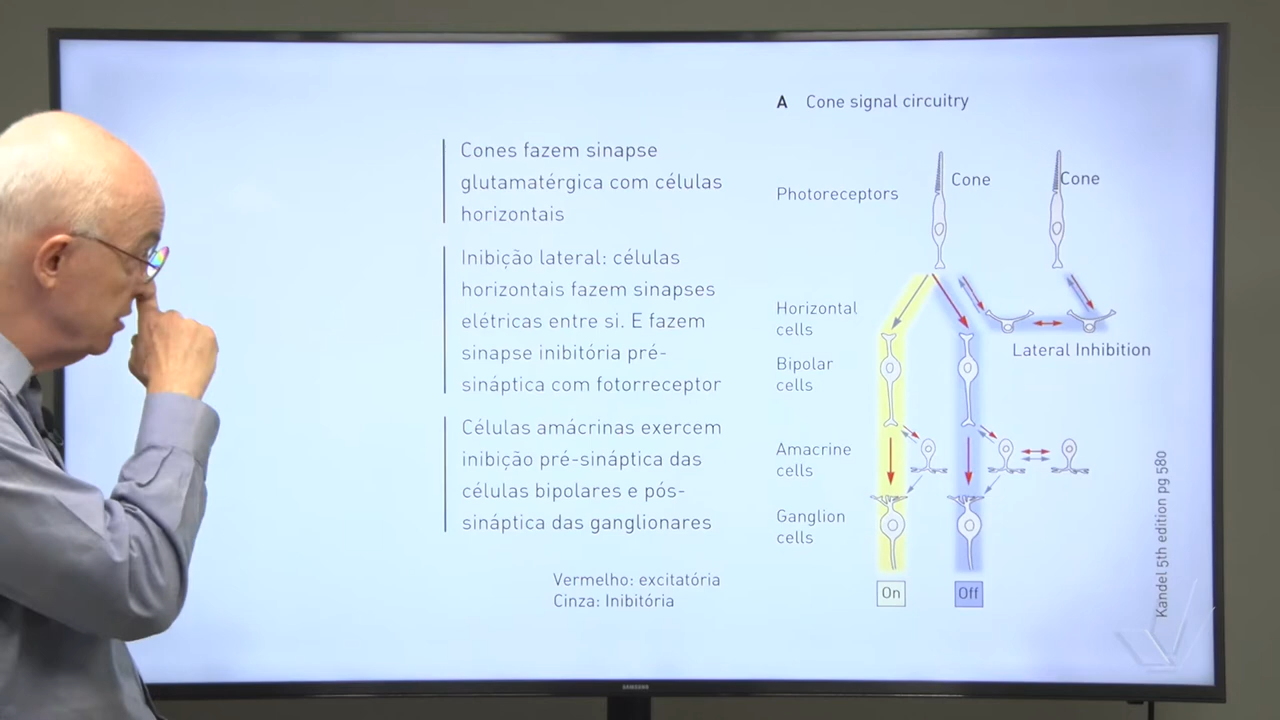 A Cone signal circuitry
Cones fazem sinapse
glutamatérgica com células
horizontais
Inibição lateral: células
horizontais fazem sinapses
elétricas entre si. E fazem
sinapse inibitória pré-
sináptica com fotorreceptor
Células amácrinas exercem
inibição pré-sináptica das
células bipolares e pós-
sináptica das ganglionares
Vermelho: excitatória
Cinza: Inibitória
Photoreceptors
Cone
Cone
Horizontal
cells
Lateral Inhibition
Bipolar
cells
Amacrine
cells
Ganglion
cells
On
Off
Kandel 5th edition pg 580
SAMSUNG